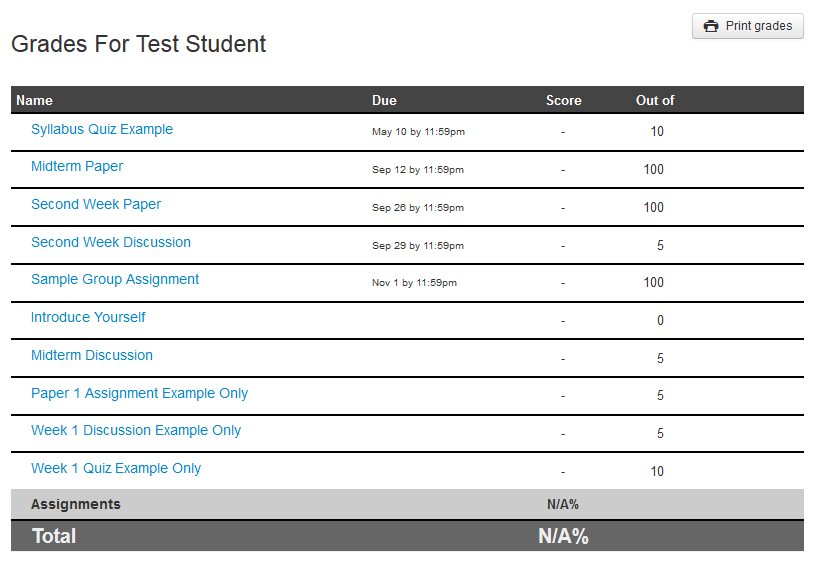 Print grades
Grades For Test Student
Name Due Score Out of
Syllabus Quiz Example May 10 by 11:59pm - 10
Midterm Paper Sep 12 by 11:59pm - 100
Second Week Paper Sep 26 by 11:59pm - 100
Second Week Discussion Sep 29 by 11:59pm - 5
Sample Group Assignment Nov 1 by 11:59pm - 100
Introduce Yourself - 0
Midterm Discussion - 5
Paper 1 Assignment Example Only - 5
Week 1 Discussion Example Only - 5
Week 1 Quiz Example Only - 10
Assignments N/A%
Total N/A%